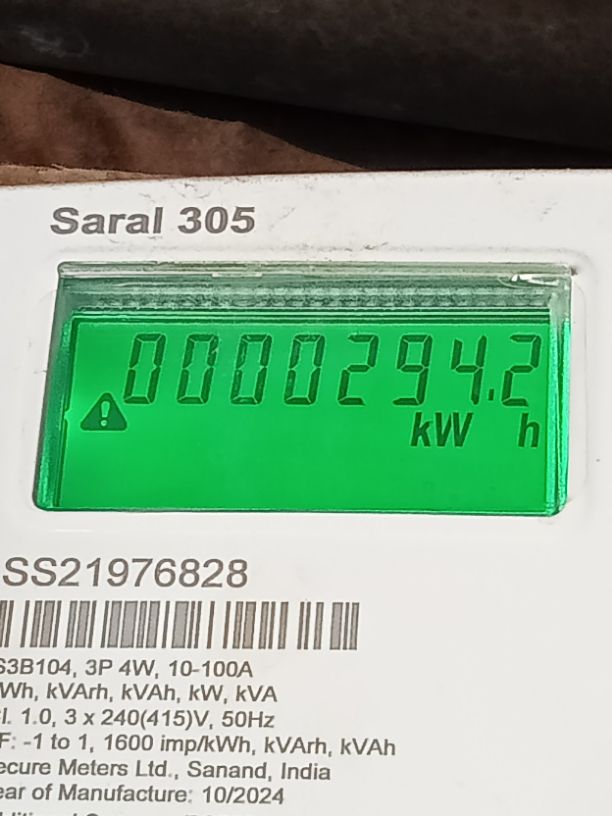 Saral 305
0000294.2
kW h
SS21976828
S3B104, 3P 4W, 10-100A
Wh, kVArh, kVAh, kW, kVA
l. 1.0, 3 x 240(415)V, 50Hz
F: -1 to 1, 1600 imp/kWh, kVArh, kVAh
ecure Meters Ltd., Sanand, India
ear of Manufacture: 10/2024